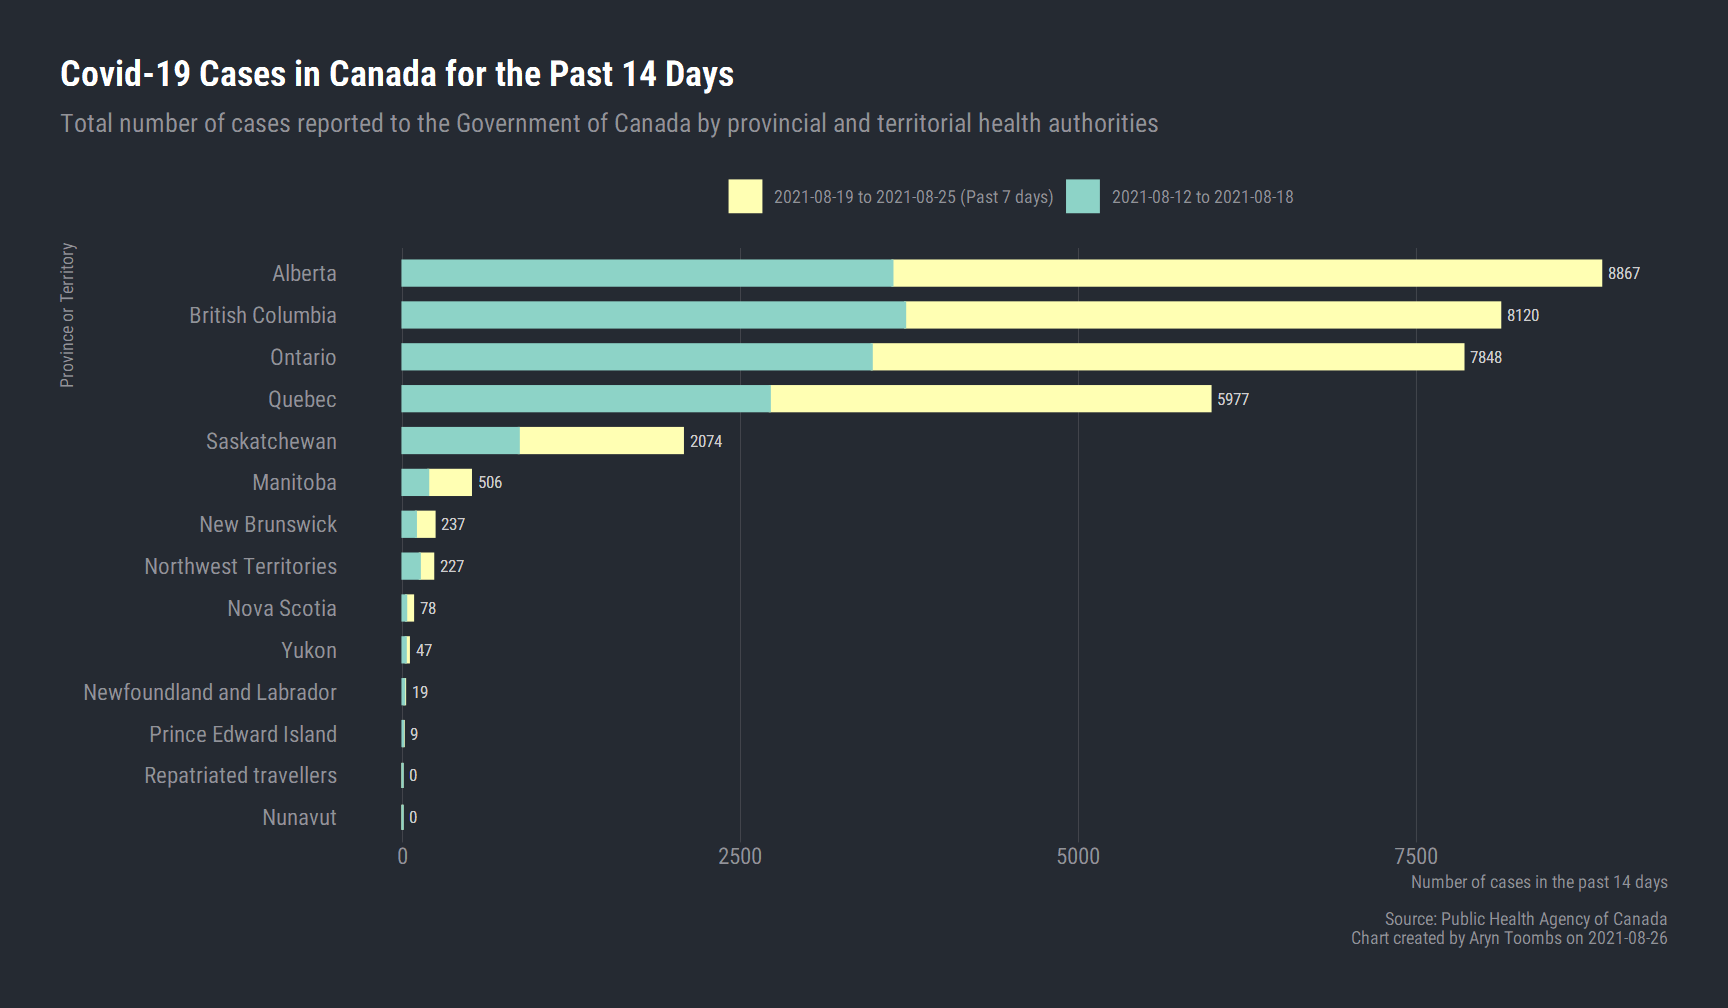 Covid-19 Cases in Canada for the Past 14 Days
Total number of cases reported to the Government of Canada by provincial and territorial health authorities
2021-08-19 to 2021-08-25 (Past 7 days)
2021-08-12 to 2021-08-18
Province or Territory
Alberta 8867
British Columbia 8120
Ontario 7848
Quebec 5977
Saskatchewan 2074
Manitoba 506
New Brunswick 237
Northwest Territories 227
Nova Scotia 78
Yukon 47
Newfoundland and Labrador 19
Prince Edward Island 9
Repatriated travellers 0
Nunavut 0
0 2500 5000 7500
Number of cases in the past 14 days
Source: Public Health Agency of Canada
Chart created by Aryn Toombs on 2021-08-26